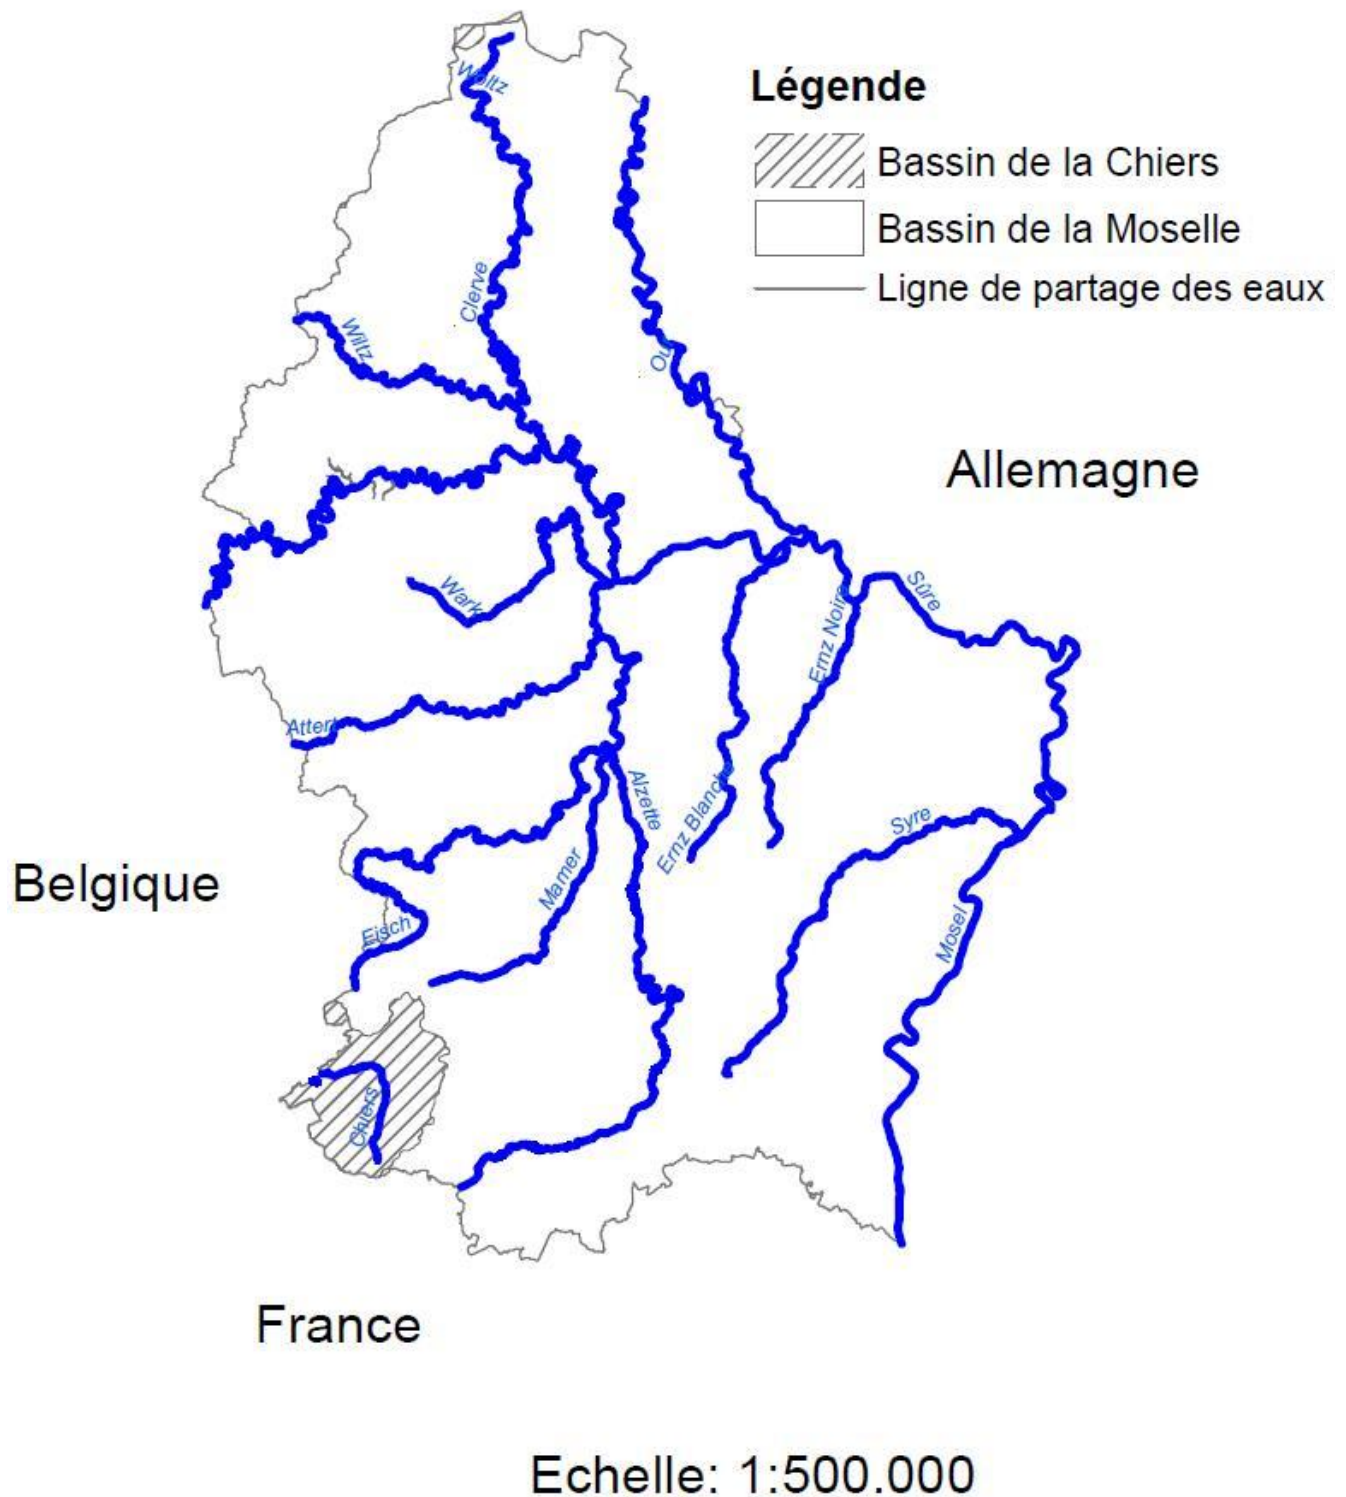 Légende
Bassin de la Chiers
Bassin de la Moselle
Ligne de partage des eaux
Woltz
Clerve
Wiltz
Our
Allemagne
Wark
Sûre
Ernz Noire
Attert
Alzette
Ernz Blanche
Syre
Belgique
Mamer
Eisch
Mosel
Chiers
France
Echelle: 1:500.000